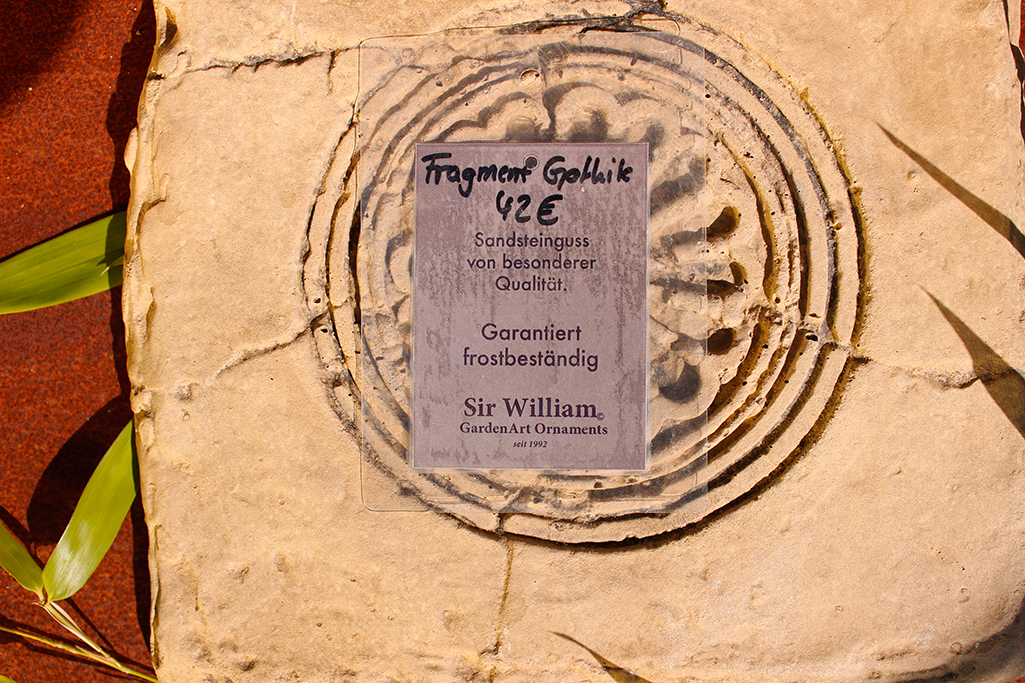 Fragment Gothik
42€
Sandsteinguss
von besonderer
Qualität.
Garantiert
frostbeständig
Sir William©
GardenArt Ornaments
seit 1992